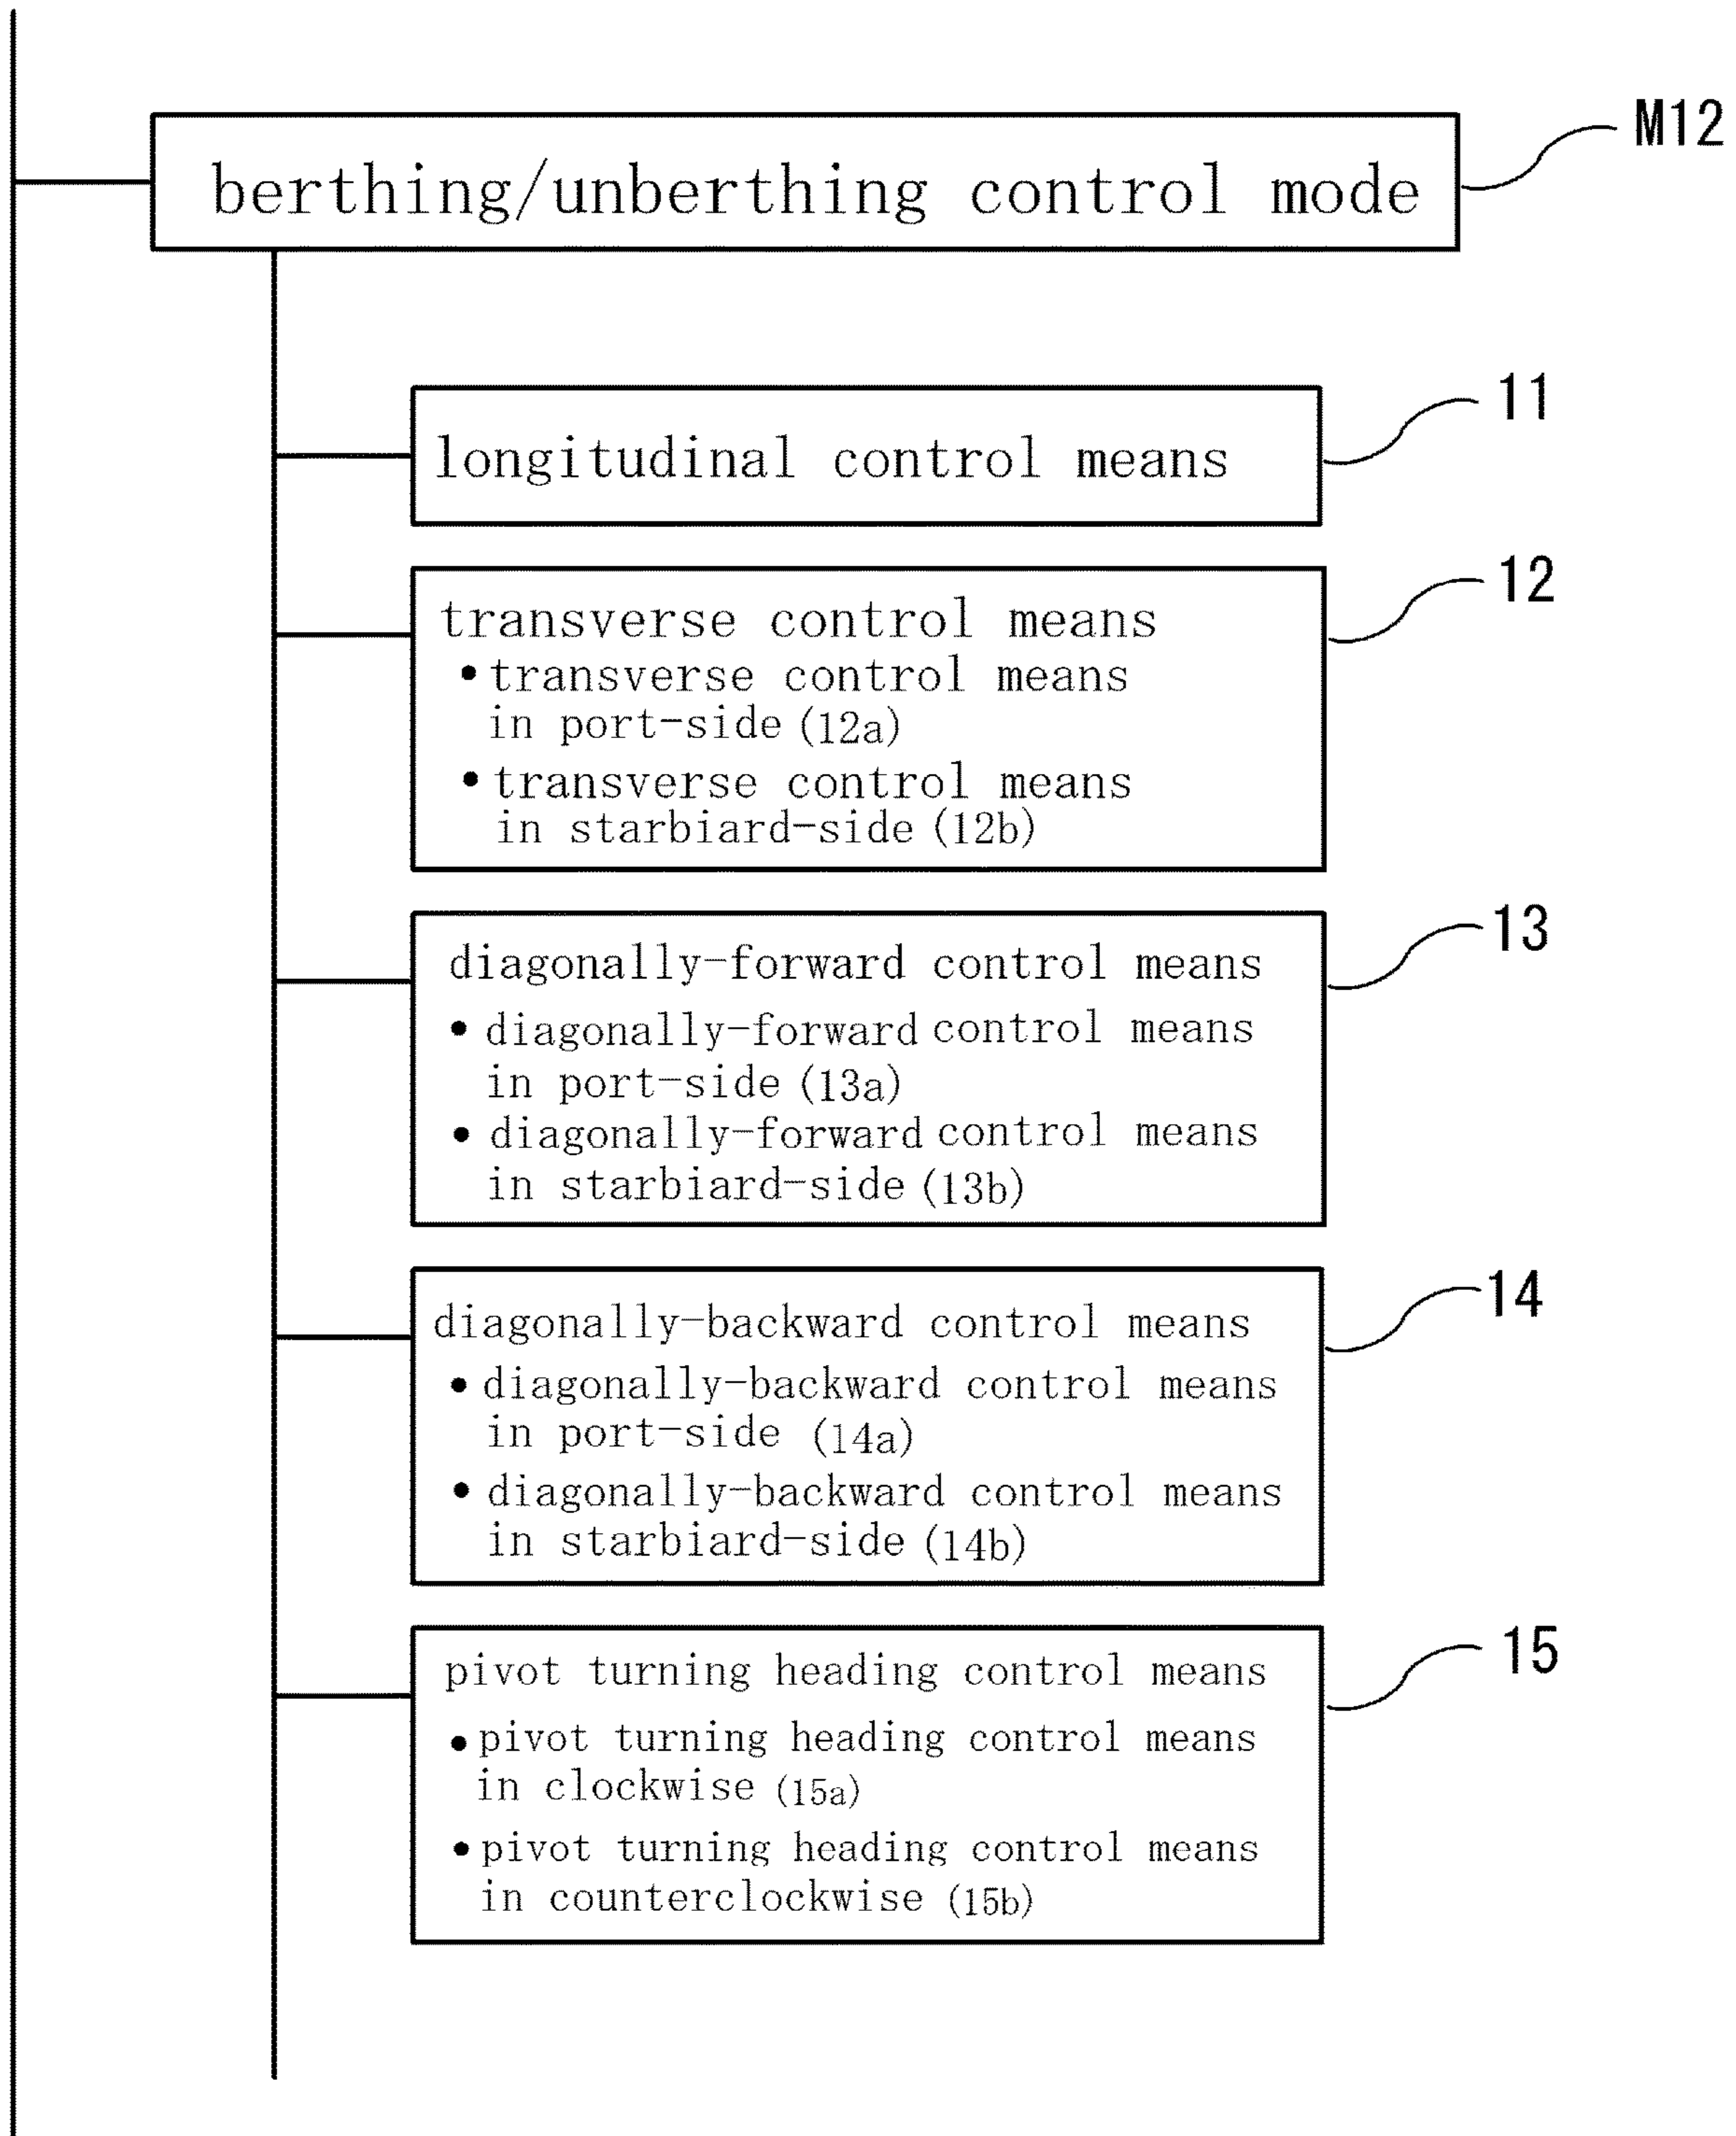 M12
berthing/unberthing control mode
11
longitudinal control means
12
transverse control means
•transverse control means
in port-side (12a)
•transverse control means
in starbiard-side (12b)
13
diagonally-forward control means
• diagonally-forward control means
in port-side (13a)
• diagonally-forward control means
in starbiard-side (13b)
14
diagonally-backward control means
• diagonally-backward control means
in port-side (14a)
• diagonally-backward control means
in starbiard-side (14b)
15
pivot turning heading control means
• pivot turning heading control means
in clockwise (15a)
• pivot turning heading control means
in counterclockwise (15b)